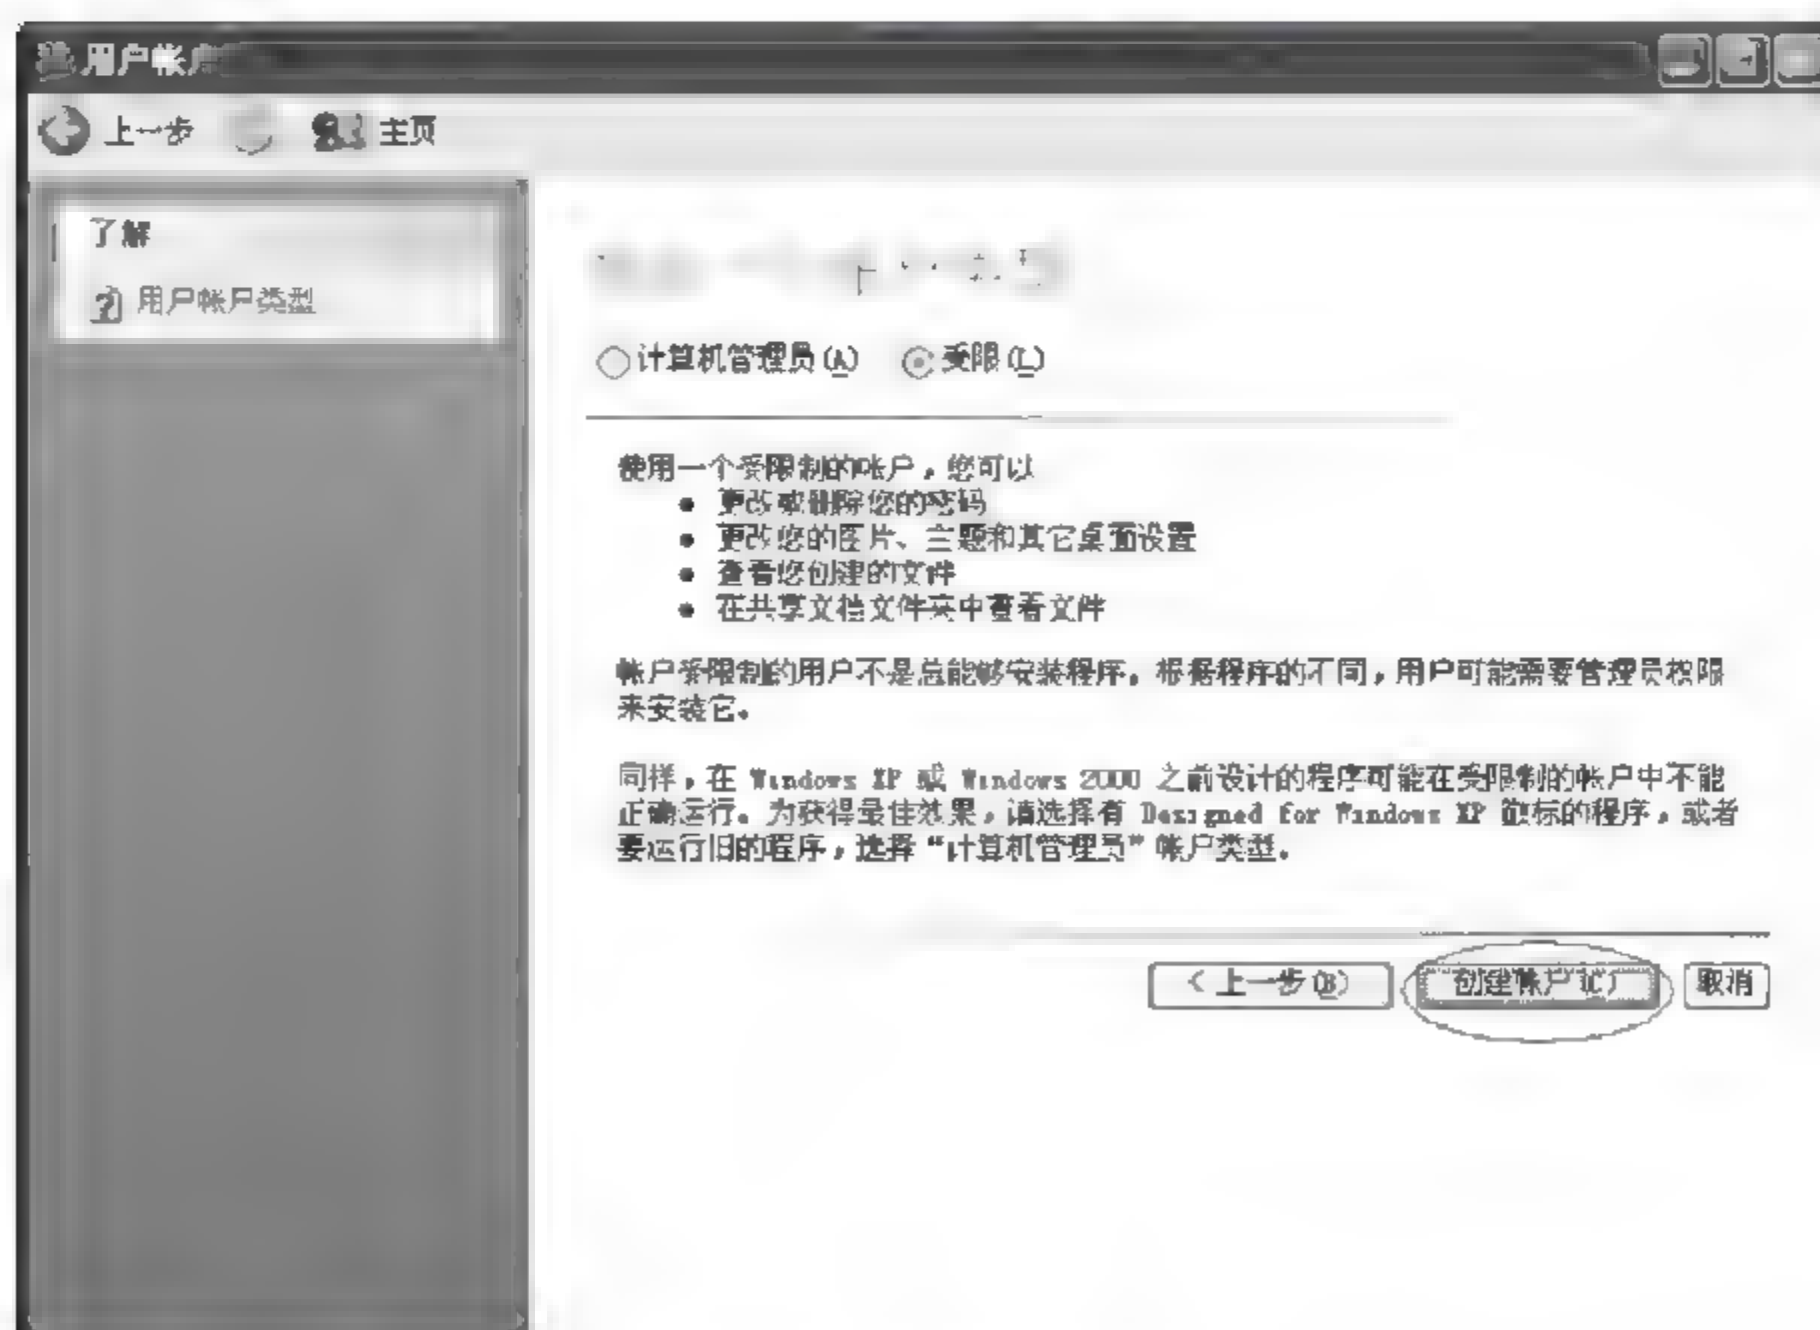 用户帐户
上一步 主页
了解
用户帐户类型
计算机管理员(A) 受限(L)
使用一个受限制的帐户，您可以
● 更改或删除您的密码
● 更改您的图片、主题和其它桌面设置
● 查看您创建的文件
● 在共享文档文件夹中查看文件
帐户受限制的用户不是总能够安装程序。根据程序的不同，用户可能需要管理员权限
来安装它。
同样，在 Windows XP 或 Windows 2000 之前设计的程序可能在受限制的帐户中不能
正确运行。为获得最佳效果，请选择有 Designed for Windows XP 徽标的程序，或者
要运行旧的程序，选择“计算机管理员”帐户类型。
< 上一步(B) 创建帐户(C) 取消